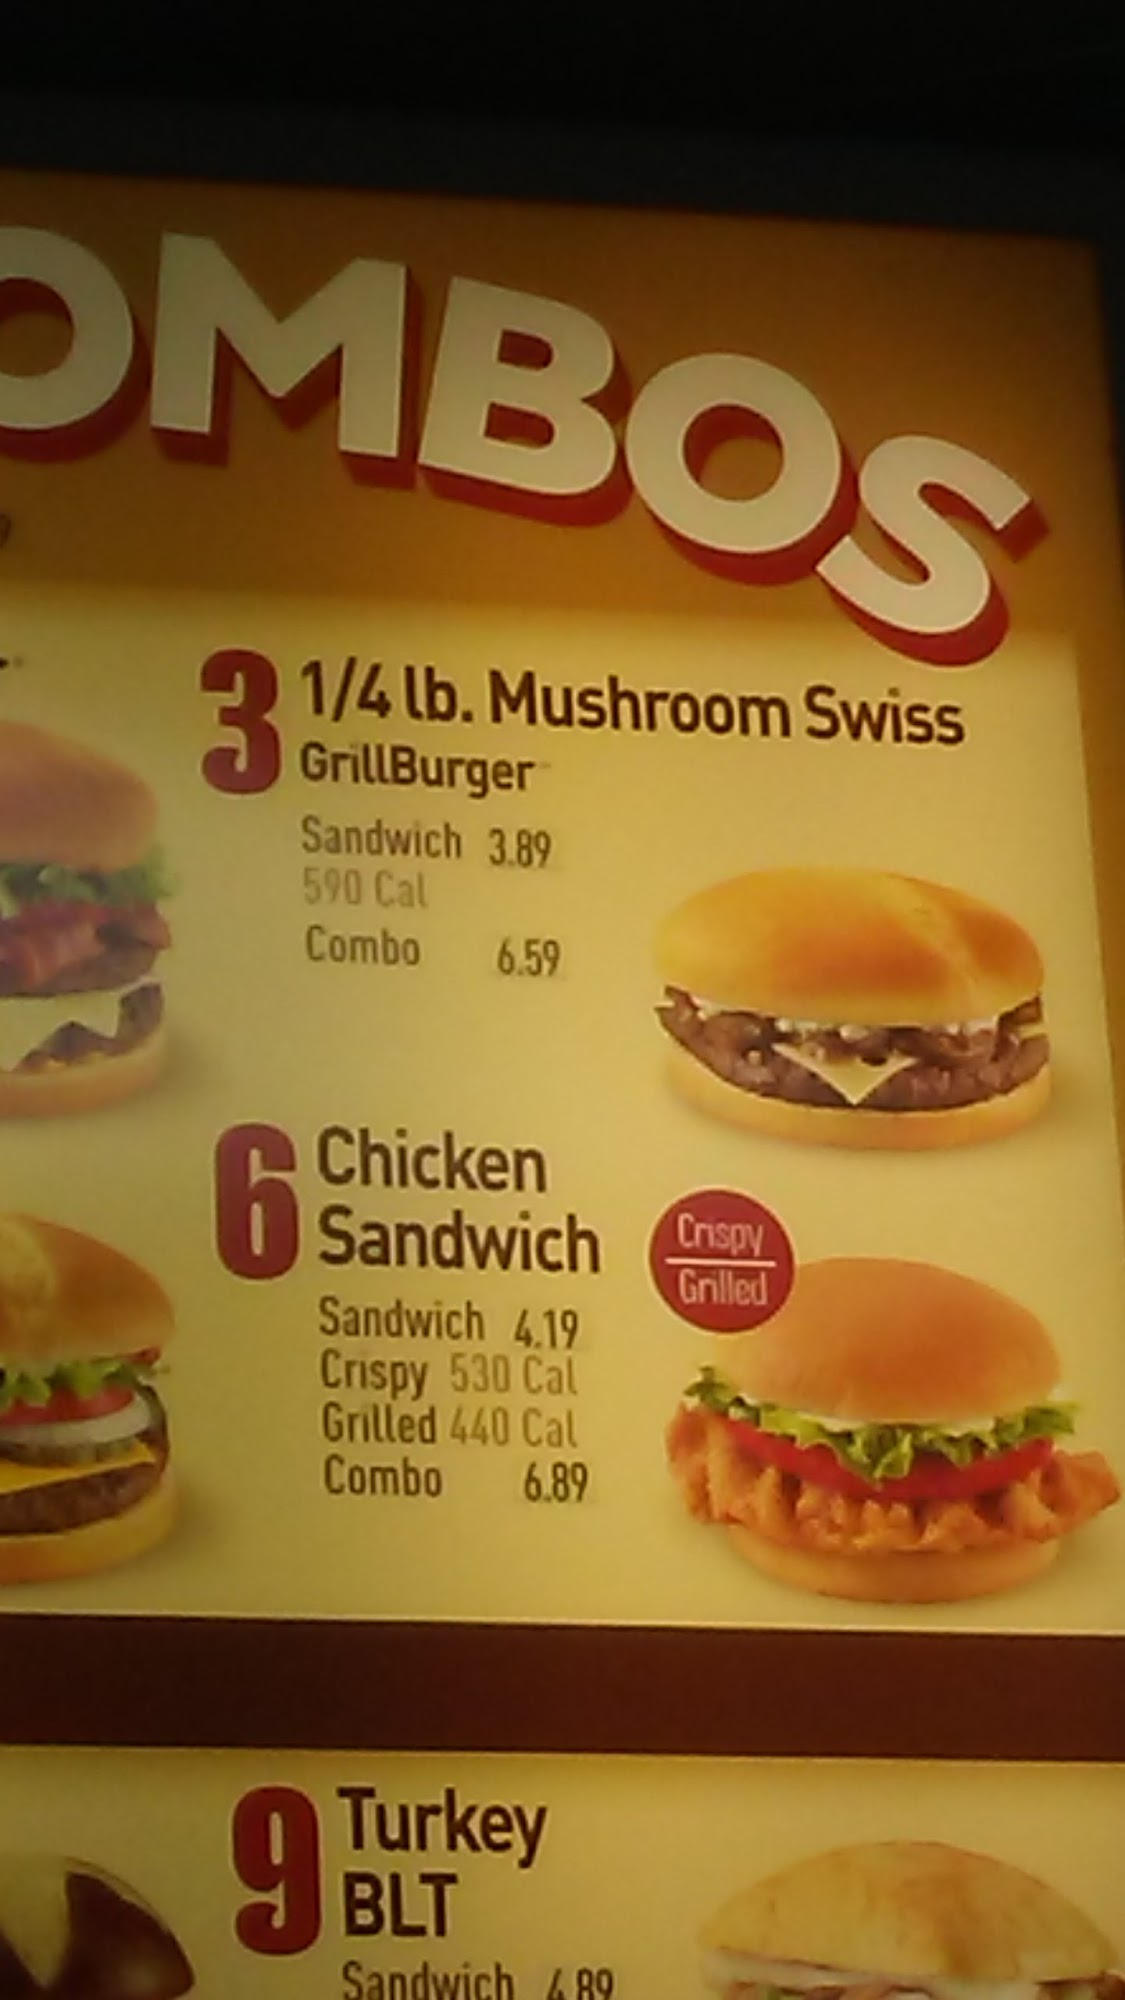 OMBOS
3 1/4 lb. Mushroom Swiss
GrillBurger
Sandwich 3.89
590 Cal
Combo 6.59
6 Chicken
Sandwich
Crispy
Grilled
Sandwich 4.19
Crispy 530 Cal
Grilled 440 Cal
Combo 6.89
9 Turkey
BLT
Sandwich 4.89